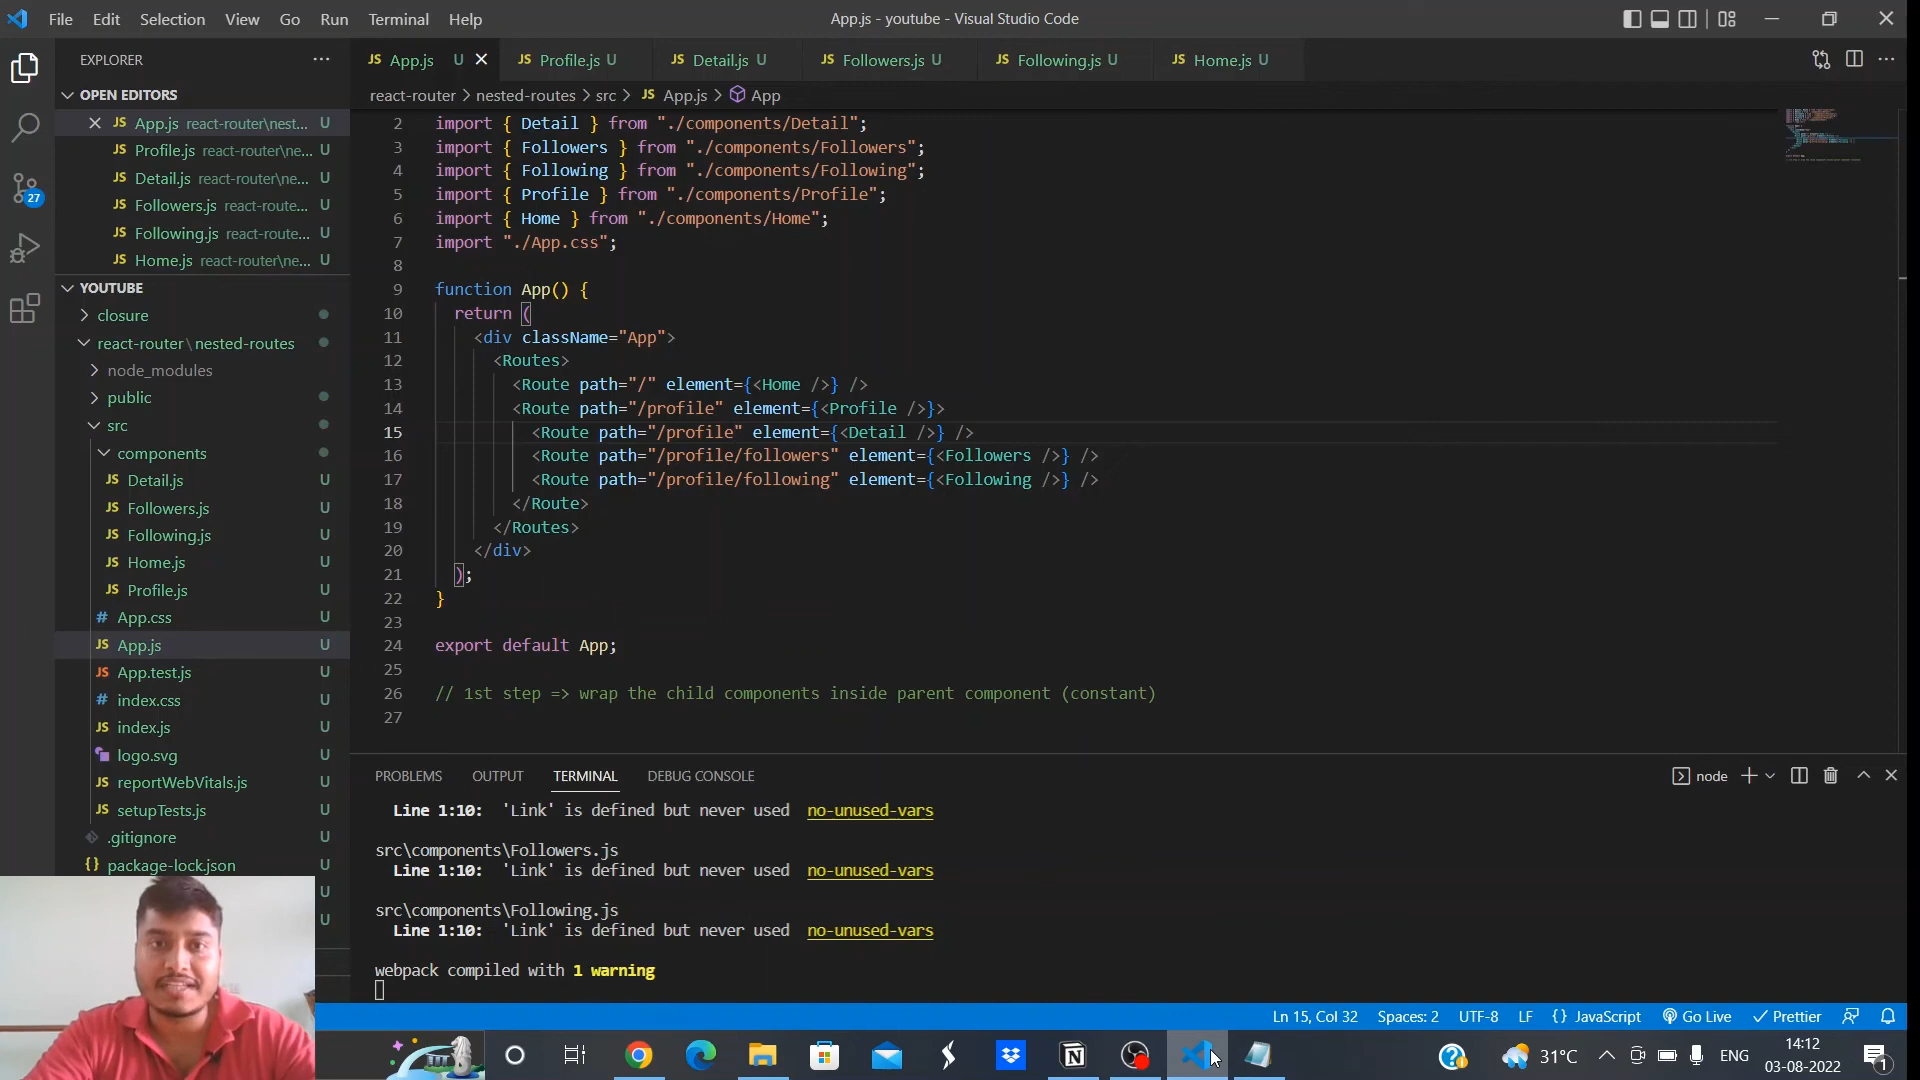 File Edit Selection View Go Run Terminal Help
App.js - youtube - Visual Studio Code
EXPLORER
OPEN EDITORS
App.js react-router\nest... U
Profile.js react-router\ne... U
Detail.js react-router\ne... U
Followers.js react-route... U
Following.js react-route... U
Home.js react-router\ne... U
YOUTUBE
closure
react-router\nested-routes
node_modules
public
src
components
JS Detail.js U
JS Followers.js U
JS Following.js U
JS Home.js U
JS Profile.js U
# App.css U
JS App.js U
JS App.test.js U
# index.css U
JS index.js U
logo.svg U
JS reportWebVitals.js U
JS setupTests.js U
.gitignore U
{} package-lock.json U
U
U
27
JS App.js U JS Profile.js U JS Detail.js U JS Followers.js U JS Following.js U JS Home.js U
react-router > nested-routes > src > JS App.js > App
2 import { Detail } from "./components/Detail";
3 import { Followers } from "./components/Followers";
4 import { Following } from "./components/Following";
5 import { Profile } from "./components/Profile";
6 import { Home } from "./components/Home";
7 import "./App.css";
8
9 function App() {
10 return (
11 <div className="App">
12 <Routes>
13 <Route path="/" element={<Home />} />
14 <Route path="/profile" element={<Profile />}>
15 <Route path="/profile" element={<Detail />} />
16 <Route path="/profile/followers" element={<Followers />} />
17 <Route path="/profile/following" element={<Following />} />
18 </Route>
19 </Routes>
20 </div>
21 );
22 }
23
24 export default App;
25
26 // 1st step => wrap the child components inside parent component (constant)
27
PROBLEMS OUTPUT TERMINAL DEBUG CONSOLE
node
Line 1:10: 'Link' is defined but never used no-unused-vars
src\components\Followers.js
Line 1:10: 'Link' is defined but never used no-unused-vars
src\components\Following.js
Line 1:10: 'Link' is defined but never used no-unused-vars
webpack compiled with 1 warning
Ln 15, Col 32 Spaces: 2 UTF-8 LF {} JavaScript Go Live Prettier
31°C ENG 14:12
03-08-2022
1